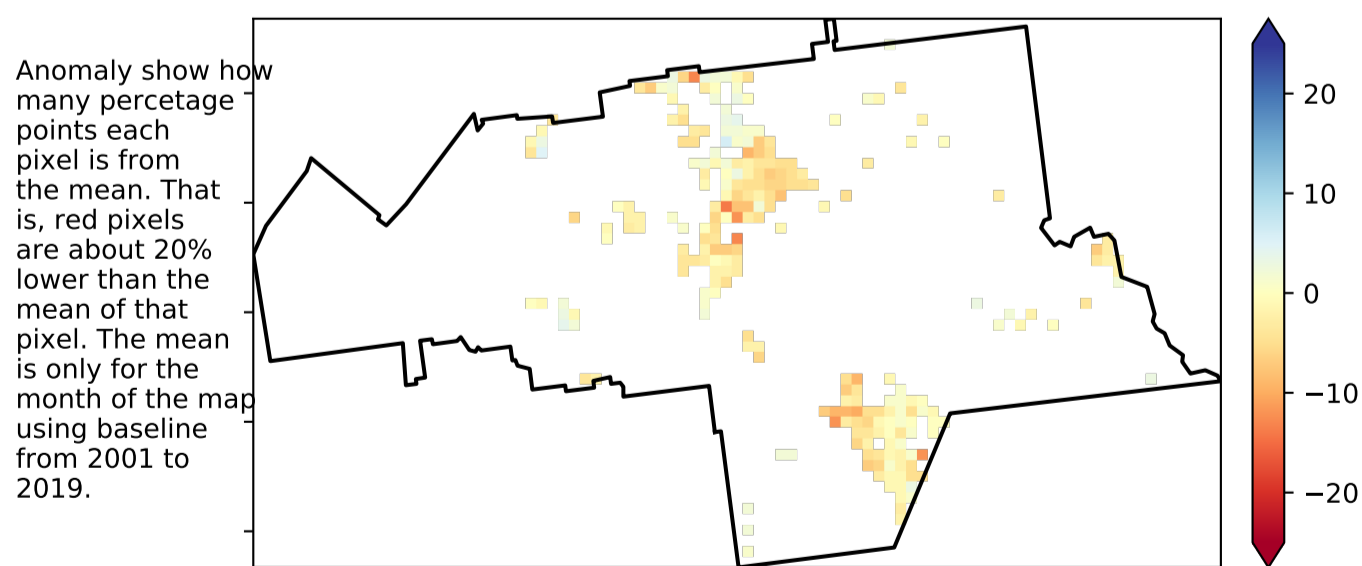 Anomaly show how
many percetage
points each
pixel is from
the mean. That
is, red pixels
are about 20%
lower than the
mean of that
pixel. The mean
is only for the
month of the map
using baseline
from 2001 to
2019.
20
10
0
−10
−20